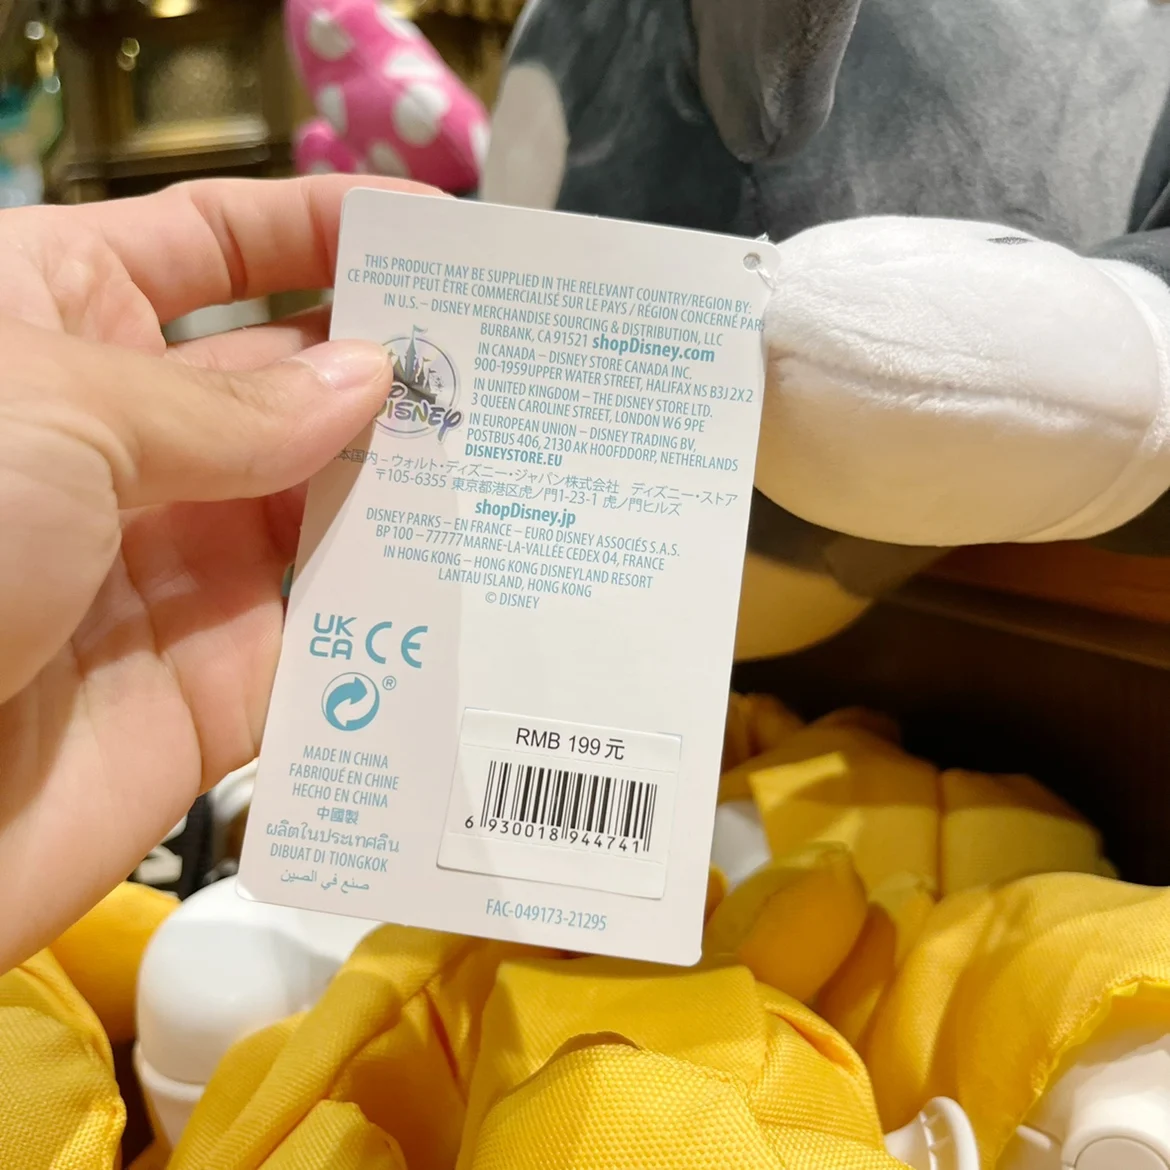 THIS PRODUCT MAY BE SUPPLIED IN THE RELEVANT COUNTRY/REGION BY:
CE PRODUIT PEUT ÊTRE COMMERCIALISÉ SUR LE PAYS / RÉGION CONCERNÉ PAR
IN U.S. – DISNEY MERCHANDISE SOURCING & DISTRIBUTION, LLC
BURBANK, CA 91521 shopDisney.com
IN CANADA – DISNEY STORE CANADA INC.
900-1959 UPPER WATER STREET, HALIFAX NS B3J 2X2
DISNEY
IN UNITED KINGDOM – THE DISNEY STORE LTD.
3 QUEEN CAROLINE STREET, LONDON W6 9PE
IN EUROPEAN UNION – DISNEY TRADING BV,
POSTBUS 406, 2130 AK HOOFDDORP, NETHERLANDS
DISNEYSTORE.EU
本国内 – ウォルト・ディズニー・ジャパン株式会社 ディズニー・ストア
〒105-6355 東京都港区虎ノ門1-23-1 虎ノ門ヒルズ
shopDisney.jp
DISNEY PARKS – EN FRANCE – EURO DISNEY ASSOCIÉS S.A.S.
BP 100 – 77777 MARNE-LA-VALLÉE CEDEX 04, FRANCE
IN HONG KONG – HONG KONG DISNEYLAND RESORT
LANTAU ISLAND, HONG KONG
© DISNEY
UK
CA CE
®
MADE IN CHINA
FABRIQUÉ EN CHINE
HECHO EN CHINA
中國製
ผลิตในประเทศจีน
DIBUAT DI TIONGKOK
صنع في الصين
RMB 199元
6 930018 944741
FAC-049173-21295